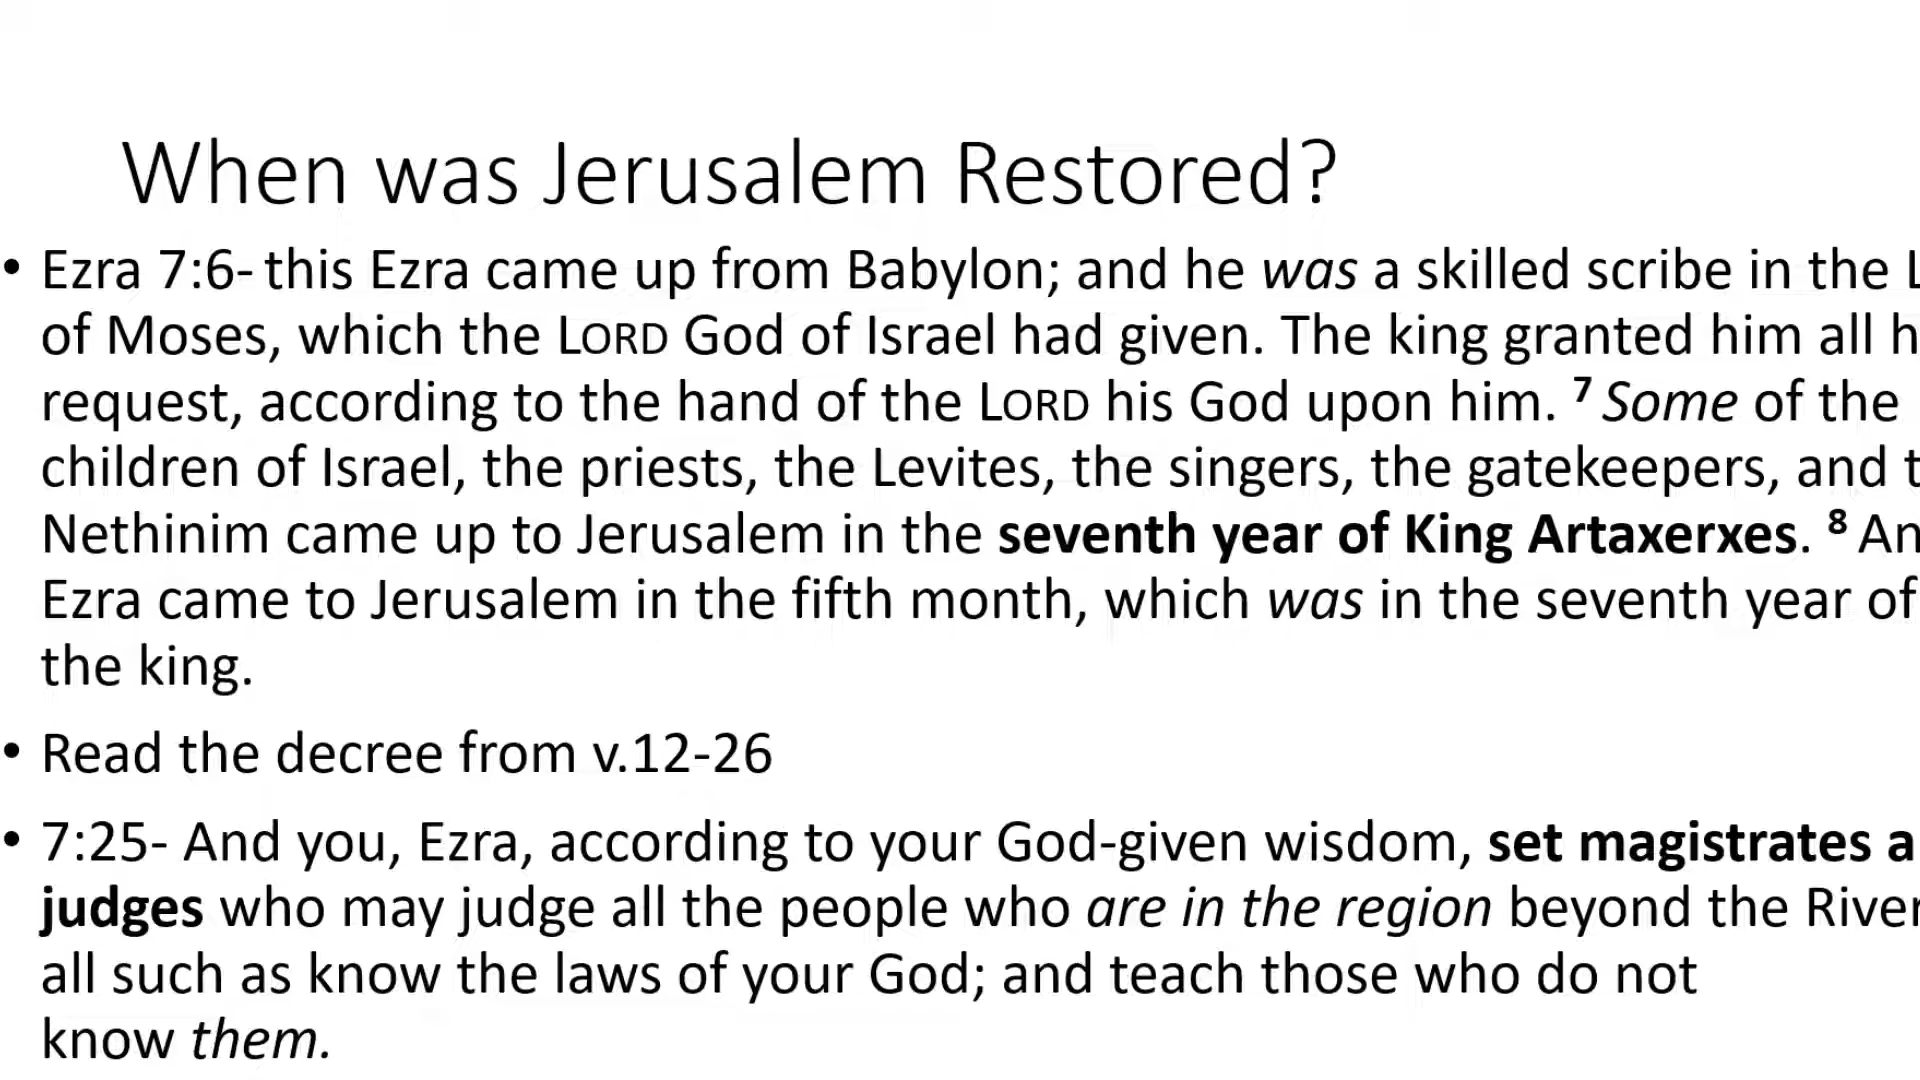 When was Jerusalem Restored?
• Ezra 7:6- this Ezra came up from Babylon; and he was a skilled scribe in the L
of Moses, which the LORD God of Israel had given. The king granted him all h
request, according to the hand of the LORD his God upon him. ⁷ Some of the
children of Israel, the priests, the Levites, the singers, the gatekeepers, and t
Nethinim came up to Jerusalem in the seventh year of King Artaxerxes. ⁸ An
Ezra came to Jerusalem in the fifth month, which was in the seventh year of
the king.
• Read the decree from v.12-26
• 7:25- And you, Ezra, according to your God-given wisdom, set magistrates a
judges who may judge all the people who are in the region beyond the River
all such as know the laws of your God; and teach those who do not
know them.